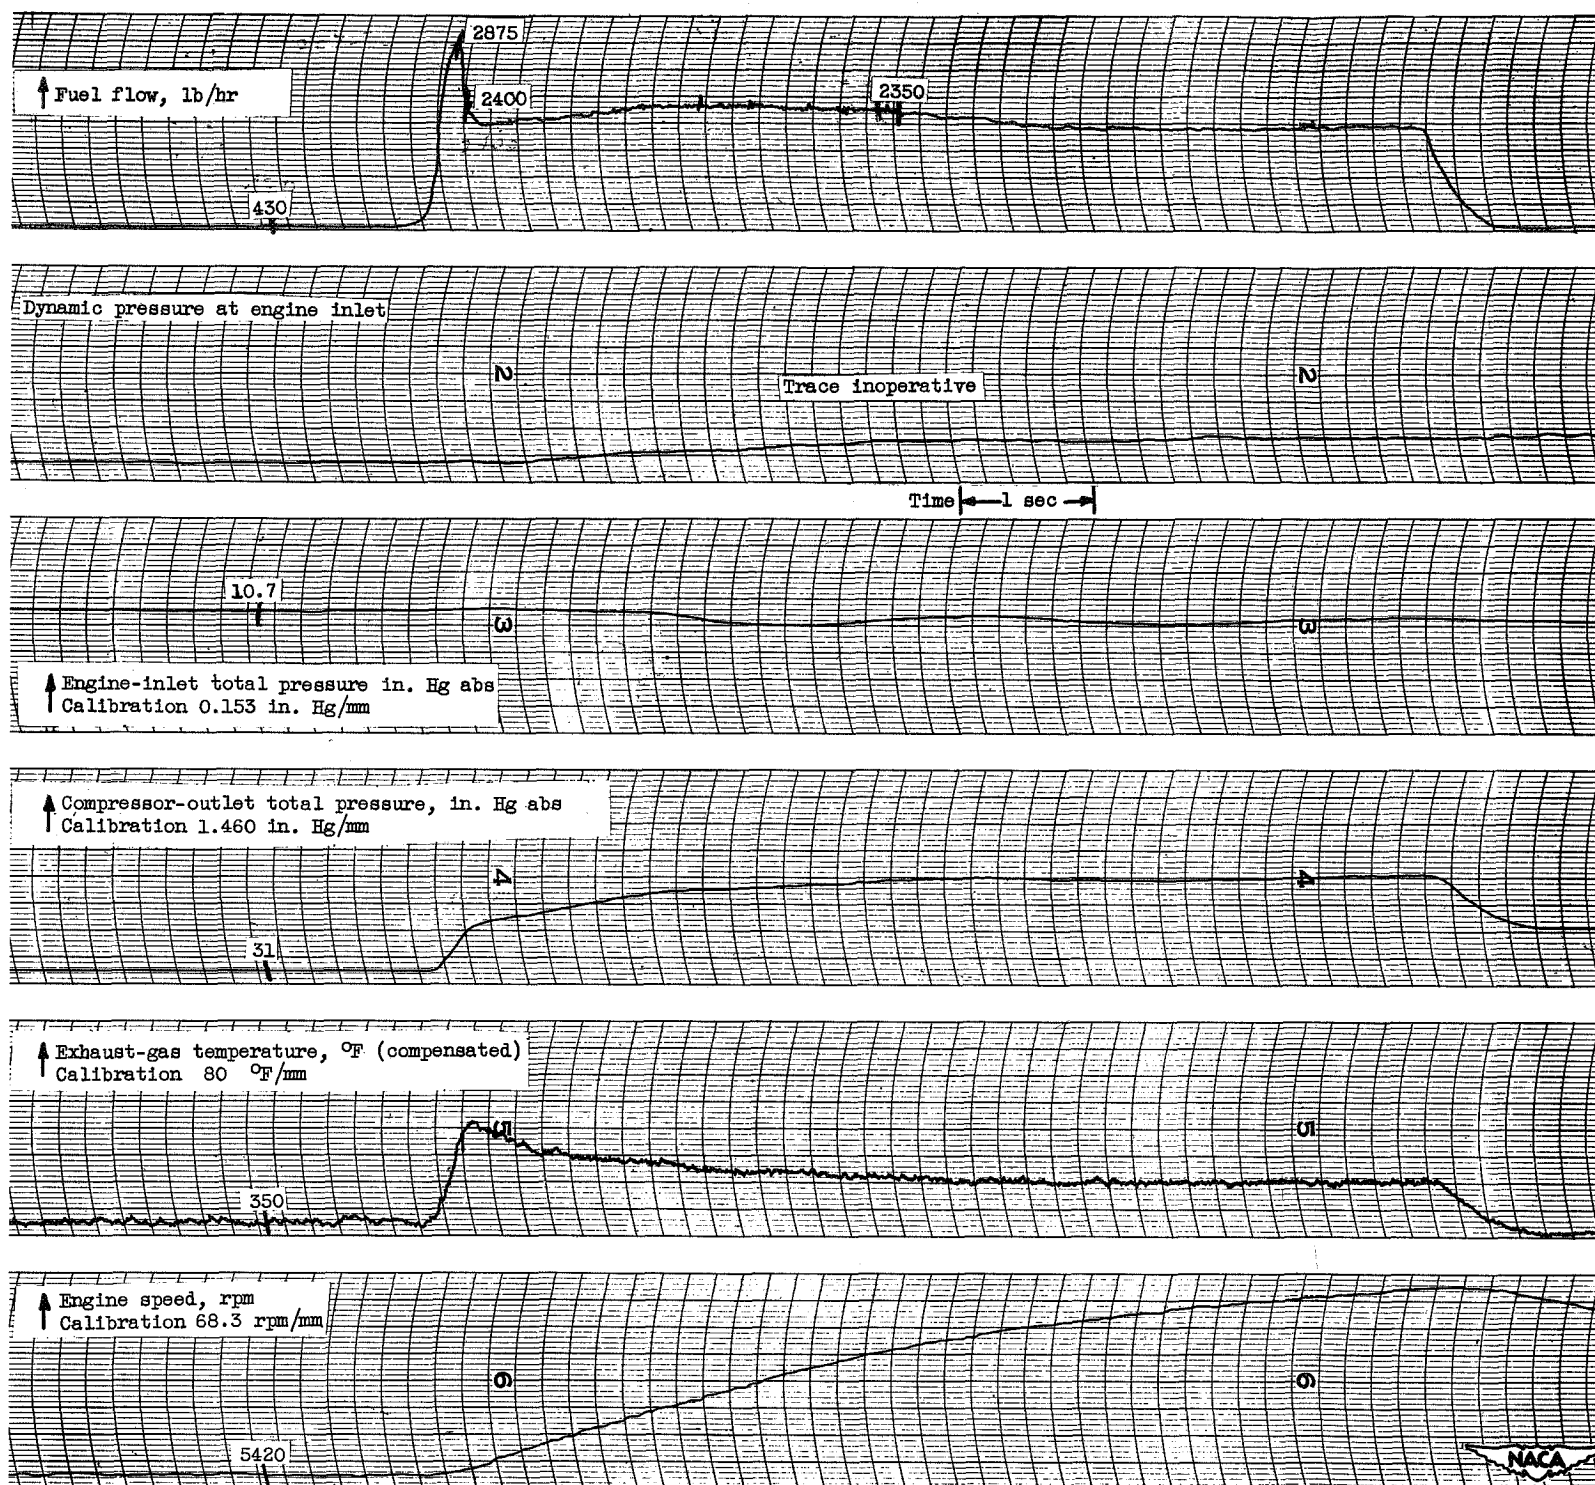 2875
Fuel flow, lb/hr
2400
2350
430
Dynamic pressure at engine inlet
2
2
Trace inoperative
Time 1 sec
10.7
3
3
Engine-inlet total pressure in. Hg abs
Calibration 0.153 in. Hg/mm
Compressor-outlet total pressure, in. Hg abs
Calibration 1.460 in. Hg/mm
4
4
31
Exhaust-gas temperature, °F (compensated)
Calibration 80 °F/mm
5
5
350
Engine speed, rpm
Calibration 68.3 rpm/mm
6
6
5420
NACA